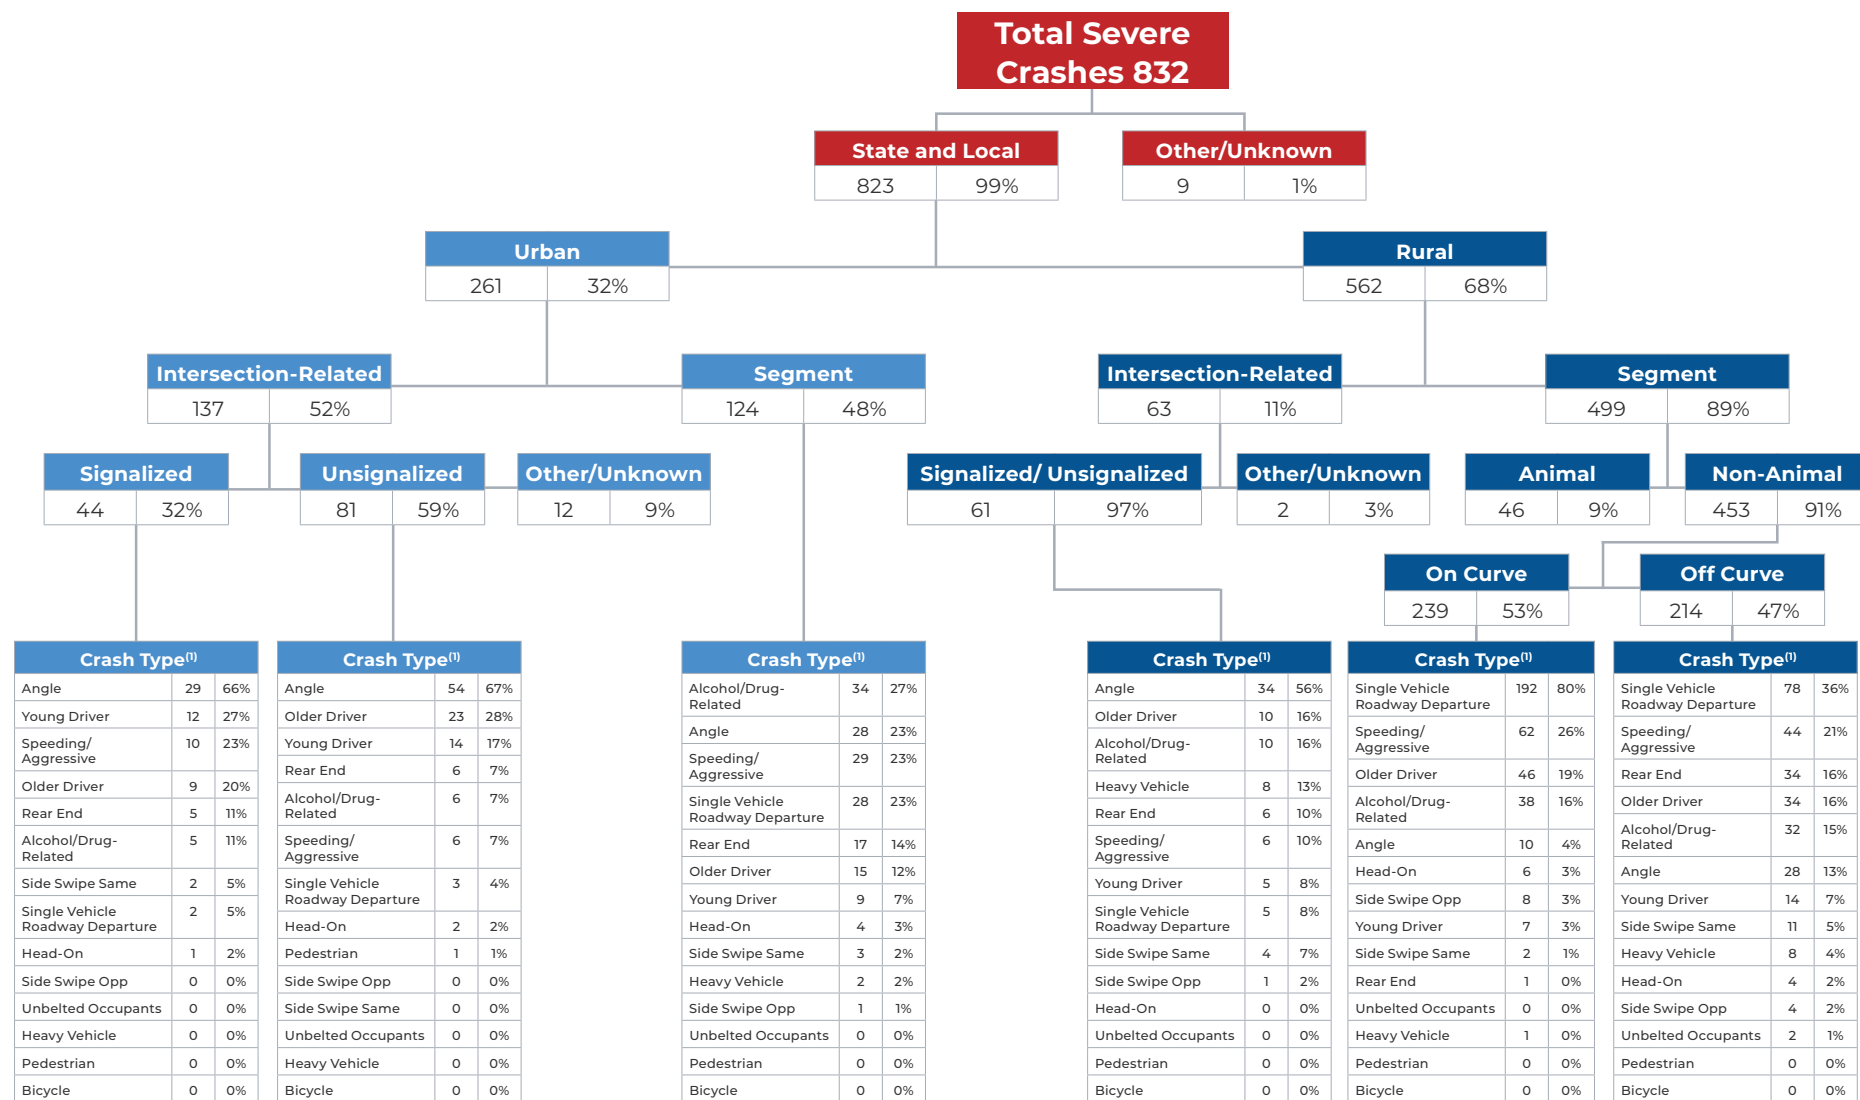 Total Severe
Crashes 832
State and Local
823 99%
Other/Unknown
9 1%
Urban
261 32%
Rural
562 68%
Intersection-Related
137 52%
Segment
124 48%
Intersection-Related
63 11%
Segment
499 89%
Signalized
44 32%
Unsignalized
81 59%
Other/Unknown
12 9%
Signalized/ Unsignalized
61 97%
Other/Unknown
2 3%
Animal
46 9%
Non-Animal
453 91%
On Curve
239 53%
Off Curve
214 47%
Crash Type(1)
Angle 29 66%
Young Driver 12 27%
Speeding/ 10 23%
Aggressive
Older Driver 9 20%
Rear End 5 11%
Alcohol/Drug- 5 11%
Related
Side Swipe Same 2 5%
Single Vehicle 2 5%
Roadway Departure
Head-On 1 2%
Side Swipe Opp 0 0%
Unbelted Occupants 0 0%
Heavy Vehicle 0 0%
Pedestrian 0 0%
Bicycle 0 0%
Crash Type(1)
Angle 54 67%
Older Driver 23 28%
Young Driver 14 17%
Rear End 6 7%
Alcohol/Drug- 6 7%
Related
Speeding/ 6 7%
Aggressive
Single Vehicle 3 4%
Roadway Departure
Head-On 2 2%
Pedestrian 1 1%
Side Swipe Opp 0 0%
Side Swipe Same 0 0%
Unbelted Occupants 0 0%
Heavy Vehicle 0 0%
Bicycle 0 0%
Crash Type(1)
Alcohol/Drug- 34 27%
Related
Angle 28 23%
Speeding/ 29 23%
Aggressive
Single Vehicle 28 23%
Roadway Departure
Rear End 17 14%
Older Driver 15 12%
Young Driver 9 7%
Head-On 4 3%
Side Swipe Same 3 2%
Heavy Vehicle 2 2%
Side Swipe Opp 1 1%
Unbelted Occupants 0 0%
Pedestrian 0 0%
Bicycle 0 0%
Crash Type(1)
Angle 34 56%
Older Driver 10 16%
Alcohol/Drug- 10 16%
Related
Heavy Vehicle 8 13%
Rear End 6 10%
Speeding/ 6 10%
Aggressive
Young Driver 5 8%
Single Vehicle 5 8%
Roadway Departure
Side Swipe Same 4 7%
Side Swipe Opp 1 2%
Head-On 0 0%
Unbelted Occupants 0 0%
Pedestrian 0 0%
Bicycle 0 0%
Crash Type(1)
Single Vehicle 192 80%
Roadway Departure
Speeding/ 62 26%
Aggressive
Older Driver 46 19%
Alcohol/Drug- 38 16%
Related
Angle 10 4%
Head-On 6 3%
Side Swipe Opp 8 3%
Young Driver 7 3%
Side Swipe Same 2 1%
Rear End 1 0%
Unbelted Occupants 0 0%
Heavy Vehicle 1 0%
Pedestrian 0 0%
Bicycle 0 0%
Crash Type(1)
Single Vehicle 78 36%
Roadway Departure
Speeding/ 44 21%
Aggressive
Rear End 34 16%
Older Driver 34 16%
Alcohol/Drug- 32 15%
Related
Angle 28 13%
Young Driver 14 7%
Side Swipe Same 11 5%
Heavy Vehicle 8 4%
Head-On 4 2%
Side Swipe Opp 4 2%
Unbelted Occupants 2 1%
Pedestrian 0 0%
Bicycle 0 0%